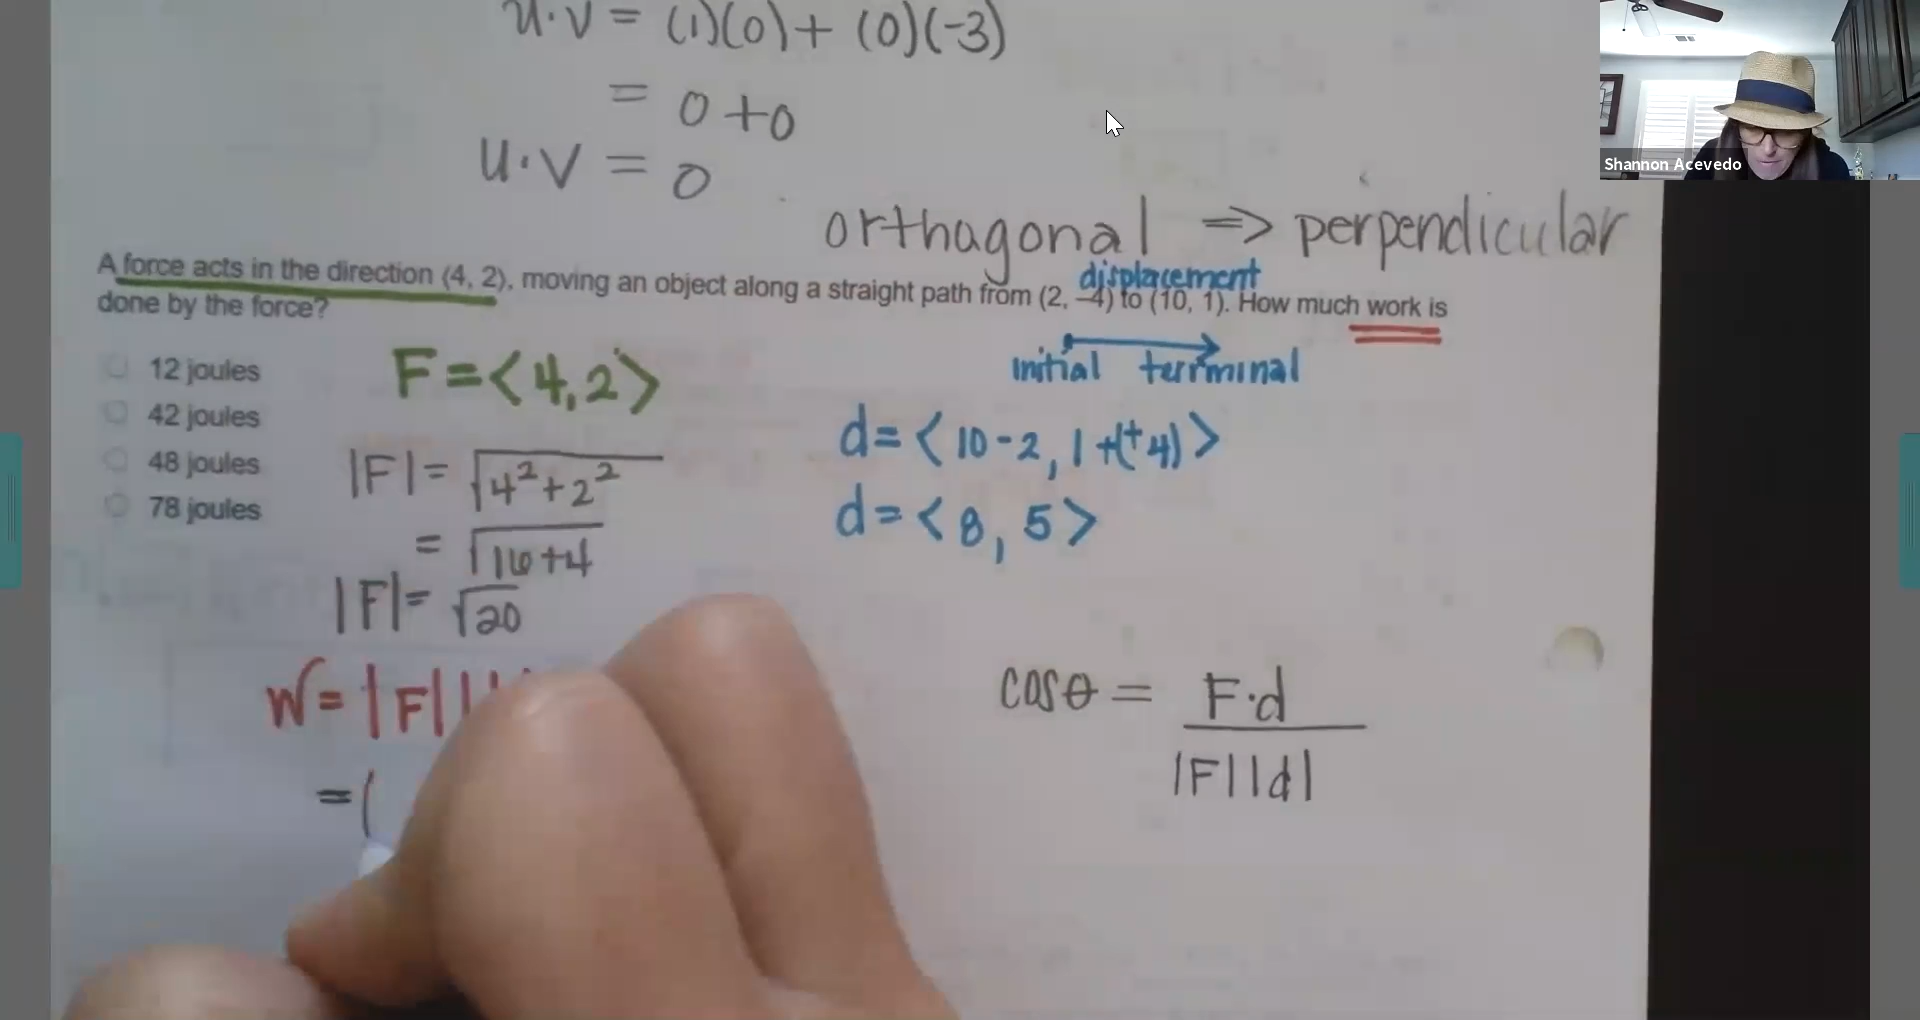 u·v = (1)(0)+ (0)(-3)
= 0 +0
u·v = 0
Shannon Acevedo
orthagonal => perpendicular
displacement
A force acts in the direction ⟨4, 2⟩, moving an object along a straight path from (2, –4) to (10, 1). How much work is
done by the force?
initial terminal
12 joules
42 joules
48 joules
78 joules
F=<4,2>
|F|= √4²+2²
= √16+4
|F|= √20
d=<10-2, 1+(+4)>
d=<8, 5>
W=|F||
=(
cosθ = F·d
|F||d|